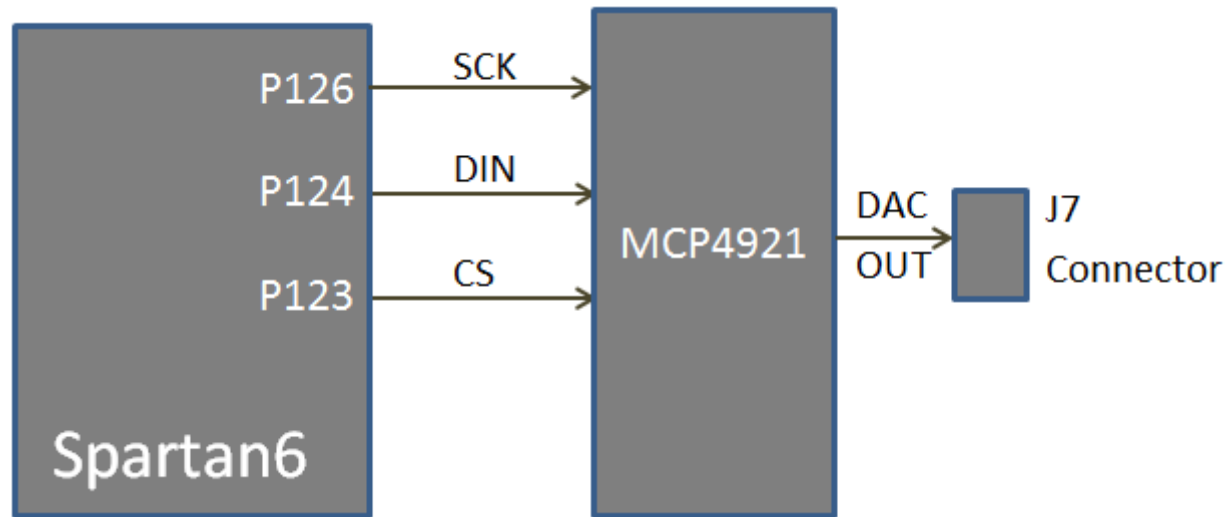 P126
SCK
P124
DIN
P123
CS
Spartan6
MCP4921
DAC
OUT
J7
Connector